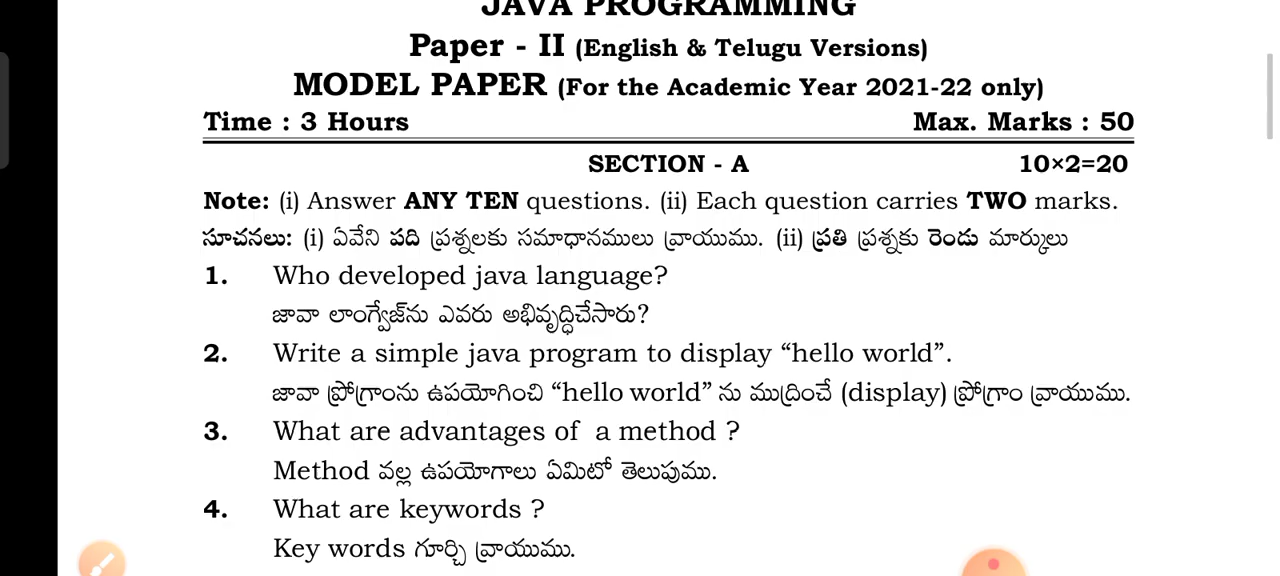 JAVA PROGRAMMING
Paper - II (English & Telugu Versions)
MODEL PAPER (For the Academic Year 2021-22 only)
Time : 3 Hours Max. Marks : 50
SECTION - A 10×2=20
Note: (i) Answer ANY TEN questions. (ii) Each question carries TWO marks.
సూచనలు: (i) ఏవేని పది ప్రశ్నలకు సమాధానములు వ్రాయుము. (ii) ప్రతి ప్రశ్నకు రెండు మార్కులు
1. Who developed java language?
జావా లాంగ్వేజ్‌ను ఎవరు అభివృద్ధిచేసారు?
2. Write a simple java program to display “hello world”.
జావా ప్రోగ్రాంను ఉపయోగించి “hello world” ను ముద్రించే (display) ప్రోగ్రాం వ్రాయుము.
3. What are advantages of a method ?
Method వల్ల ఉపయోగాలు ఏమిటో తెలుపుము.
4. What are keywords ?
Key words గూర్చి వ్రాయుము.